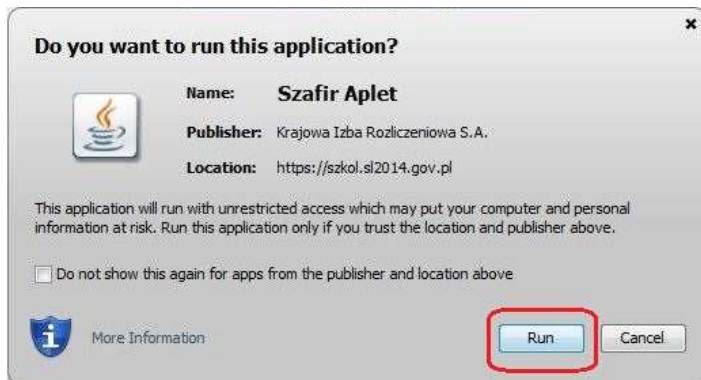 Do you want to run this application?
Name: Szafir Aplet
Publisher: Krajowa Izba Rozliczeniowa S.A.
Location: https://szkol.sl2014.gov.pl
This application will run with unrestricted access which may put your computer and personal
information at risk. Run this application only if you trust the location and publisher above.
Do not show this again for apps from the publisher and location above
More Information
Run
Cancel